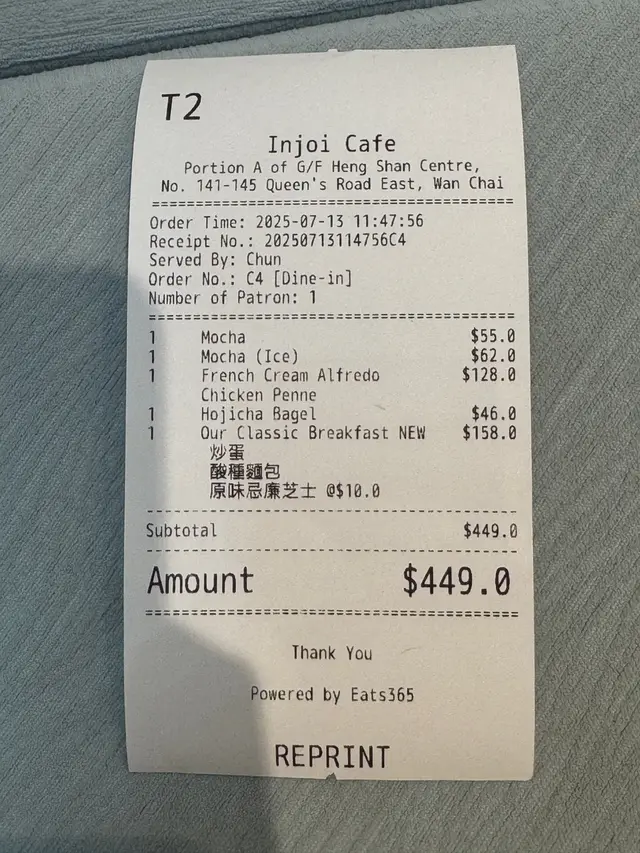 T2
Injoi Cafe
Portion A of G/F Heng Shan Centre,
No. 141-145 Queen's Road East, Wan Chai
========================================
Order Time: 2025-07-13 11:47:56
Receipt No.: 20250713114756C4
Served By: Chun
Order No.: C4 [Dine-in]
Number of Patron: 1
========================================
1 Mocha $55.0
1 Mocha (Ice) $62.0
1 French Cream Alfredo $128.0
Chicken Penne
1 Hojicha Bagel $46.0
1 Our Classic Breakfast NEW $158.0
炒蛋
酸種麵包
原味忌廉芝士 @$10.0
----------------------------------------
Subtotal $449.0
----------------------------------------
Amount $449.0
========================================
Thank You
Powered by Eats365
REPRINT